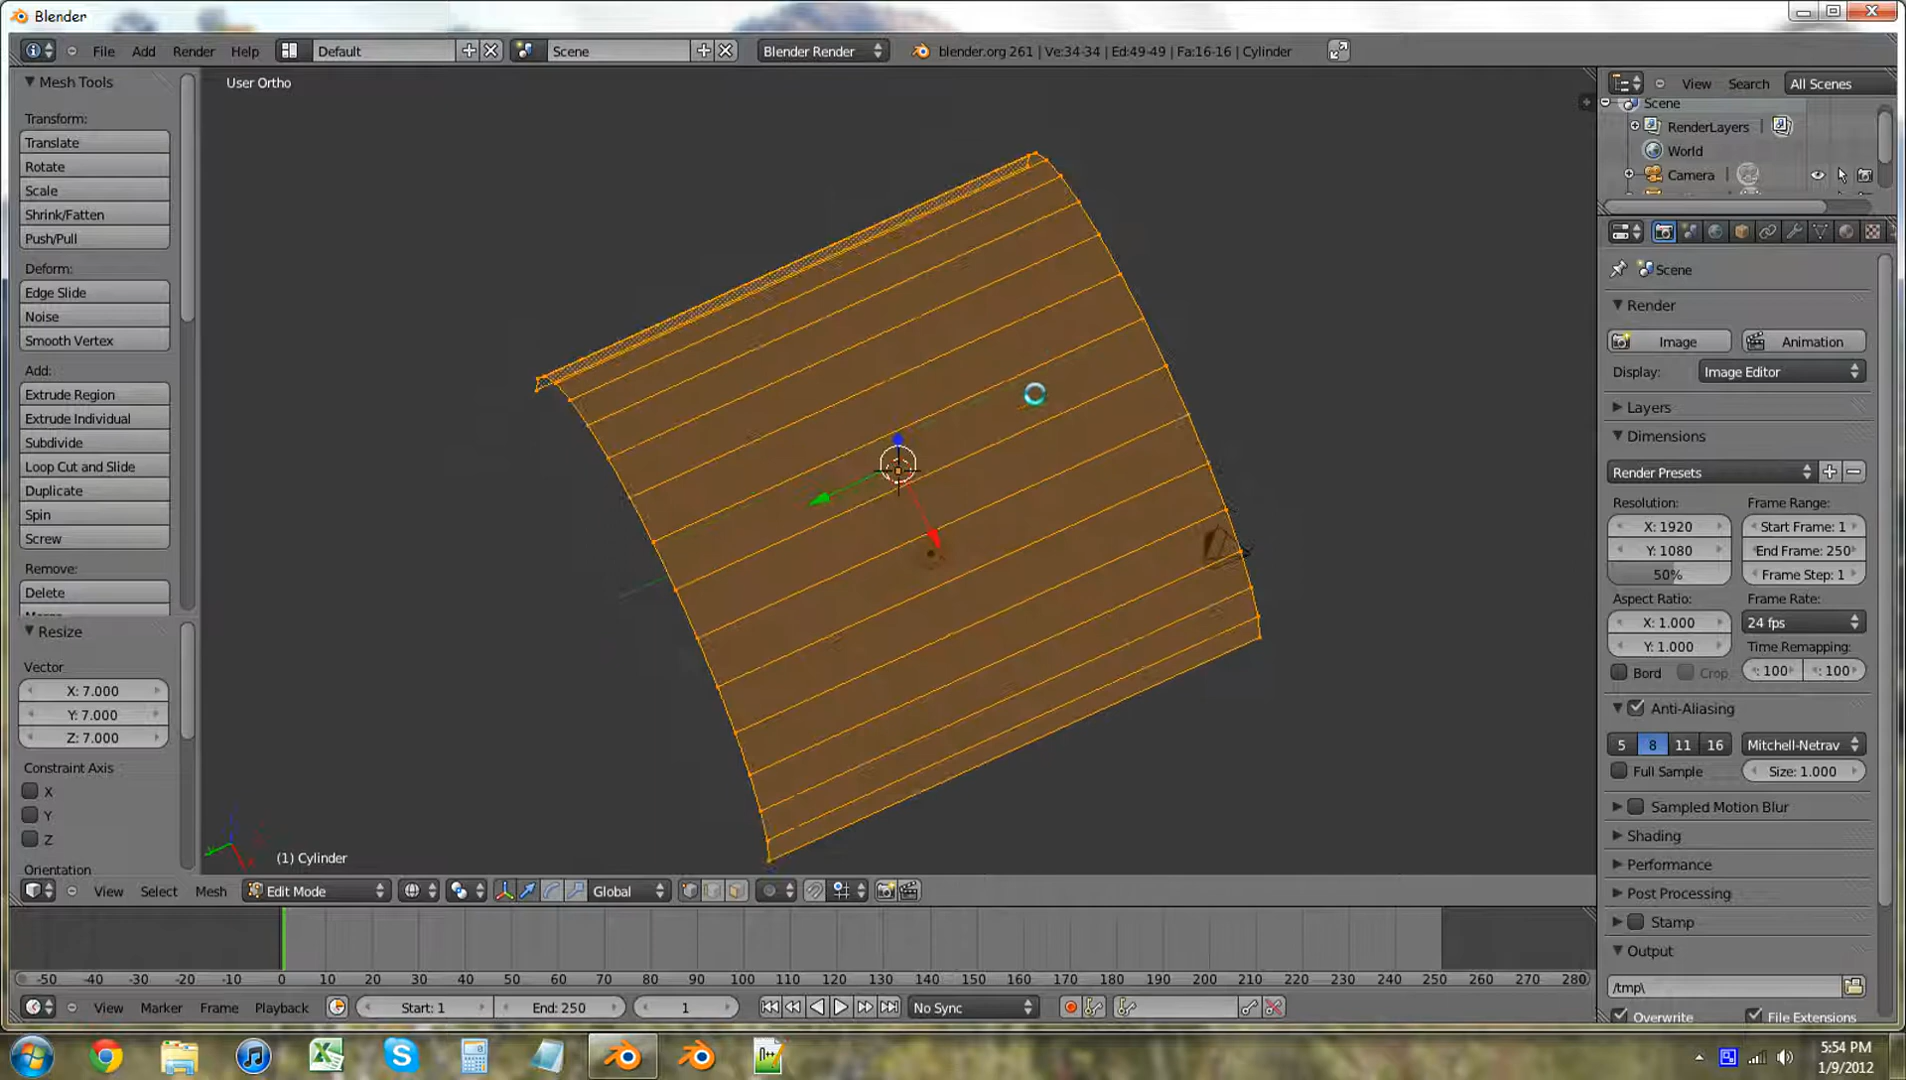 Blender
File Add Render Help Default Scene Blender Render blender.org 261 | Ve:34-34 | Ed:49-49 | Fa:16-16 | Cylinder
Mesh Tools
Transform:
Translate
Rotate
Scale
Shrink/Fatten
Push/Pull
Deform:
Edge Slide
Noise
Smooth Vertex
Add:
Extrude Region
Extrude Individual
Subdivide
Loop Cut and Slide
Duplicate
Spin
Screw
Remove:
Delete
Resize
Vector
X: 7.000
Y: 7.000
Z: 7.000
Constraint Axis
X
Y
Z
Orientation
User Ortho
(1) Cylinder
View Select Mesh Edit Mode Global
-50 -40 -30 -20 -10 0 10 20 30 40 50 60 70 80 90 100 110 120 130 140 150 160 170 180 190 200 210 220 230 240 250 260 270 280
View Marker Frame Playback Start: 1 End: 250 1 No Sync
View Search All Scenes
Scene
RenderLayers
World
Camera
Scene
Render
Image Animation
Display: Image Editor
Layers
Dimensions
Render Presets
Resolution: Frame Range:
X: 1920 Start Frame: 1
Y: 1080 End Frame: 250
50% Frame Step: 1
Aspect Ratio: Frame Rate:
X: 1.000 24 fps
Y: 1.000 Time Remapping:
Bord Crop : 100 : 100
Anti-Aliasing
5 8 11 16 Mitchell-Netrav
Full Sample Size: 1.000
Sampled Motion Blur
Shading
Performance
Post Processing
Stamp
Output
/tmp\
Overwrite File Extensions
5:54 PM
1/9/2012